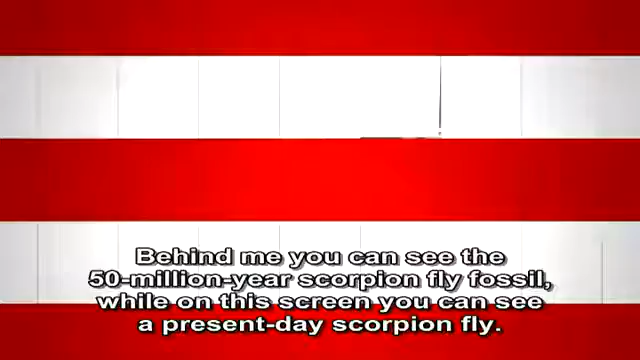 Behind me you can see the
50-million-year scorpion fly fossil,
while on this screen you can see
a present-day scorpion fly.